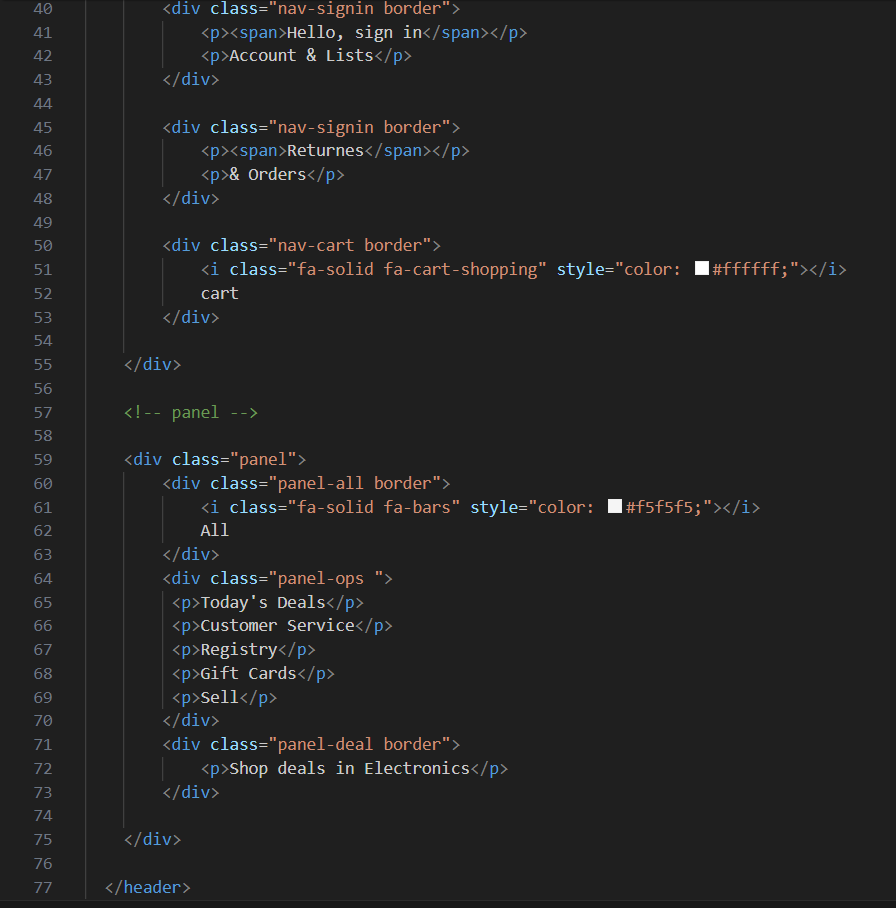 40 <div class="nav-signin border">
41 <p><span>Hello, sign in</span></p>
42 <p>Account & Lists</p>
43 </div>
44
45 <div class="nav-signin border">
46 <p><span>Returnes</span></p>
47 <p>& Orders</p>
48 </div>
49
50 <div class="nav-cart border">
51 <i class="fa-solid fa-cart-shopping" style="color: #ffffff;"></i>
52 cart
53 </div>
54
55 </div>
56
57 <!-- panel -->
58
59 <div class="panel">
60 <div class="panel-all border">
61 <i class="fa-solid fa-bars" style="color: #f5f5f5;"></i>
62 All
63 </div>
64 <div class="panel-ops ">
65 <p>Today's Deals</p>
66 <p>Customer Service</p>
67 <p>Registry</p>
68 <p>Gift Cards</p>
69 <p>Sell</p>
70 </div>
71 <div class="panel-deal border">
72 <p>Shop deals in Electronics</p>
73 </div>
74
75 </div>
76
77 </header>